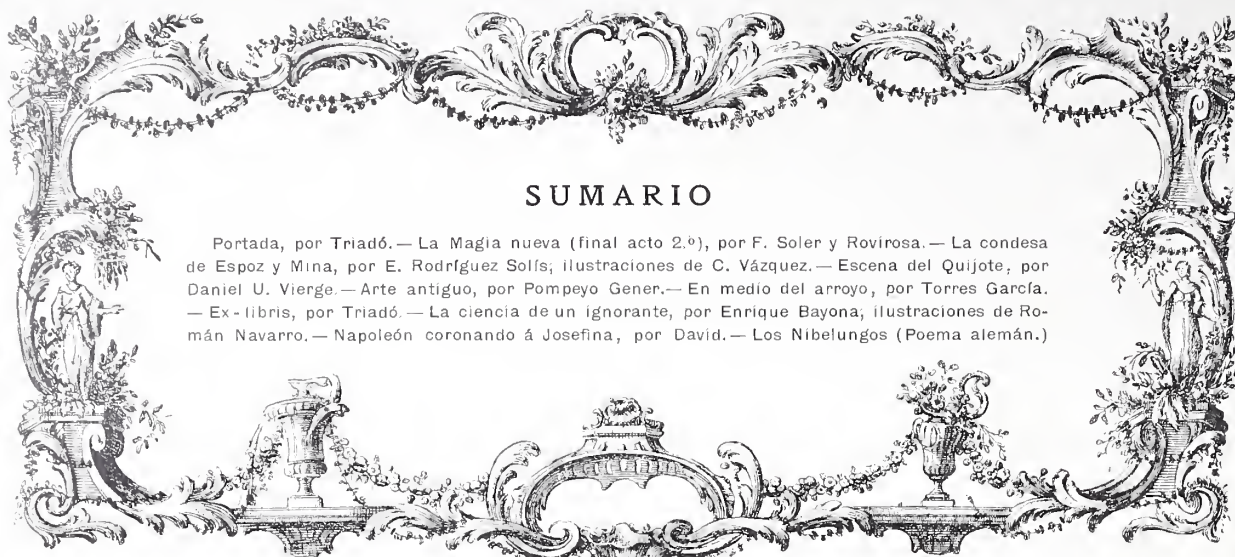 SUMARIO
Portada, por Triadó.— La Magia nueva (final acto 2.º), por F. Soler y Rovirosa.— La condesa
de Espoz y Mina, por E. Rodríguez Solís; ilustraciones de C. Vázquez.— Escena del Quijote, por
Daniel U. Vierge.— Arte antiguo, por Pompeyo Gener.— En medio del arroyo, por Torres García.
— Ex-libris, por Triadó.— La ciencia de un ignorante, por Enrique Bayona; ilustraciones de Ro-
mán Navarro.— Napoleón coronando á Josefina, por David.— Los Nibelungos (Poema alemán.)